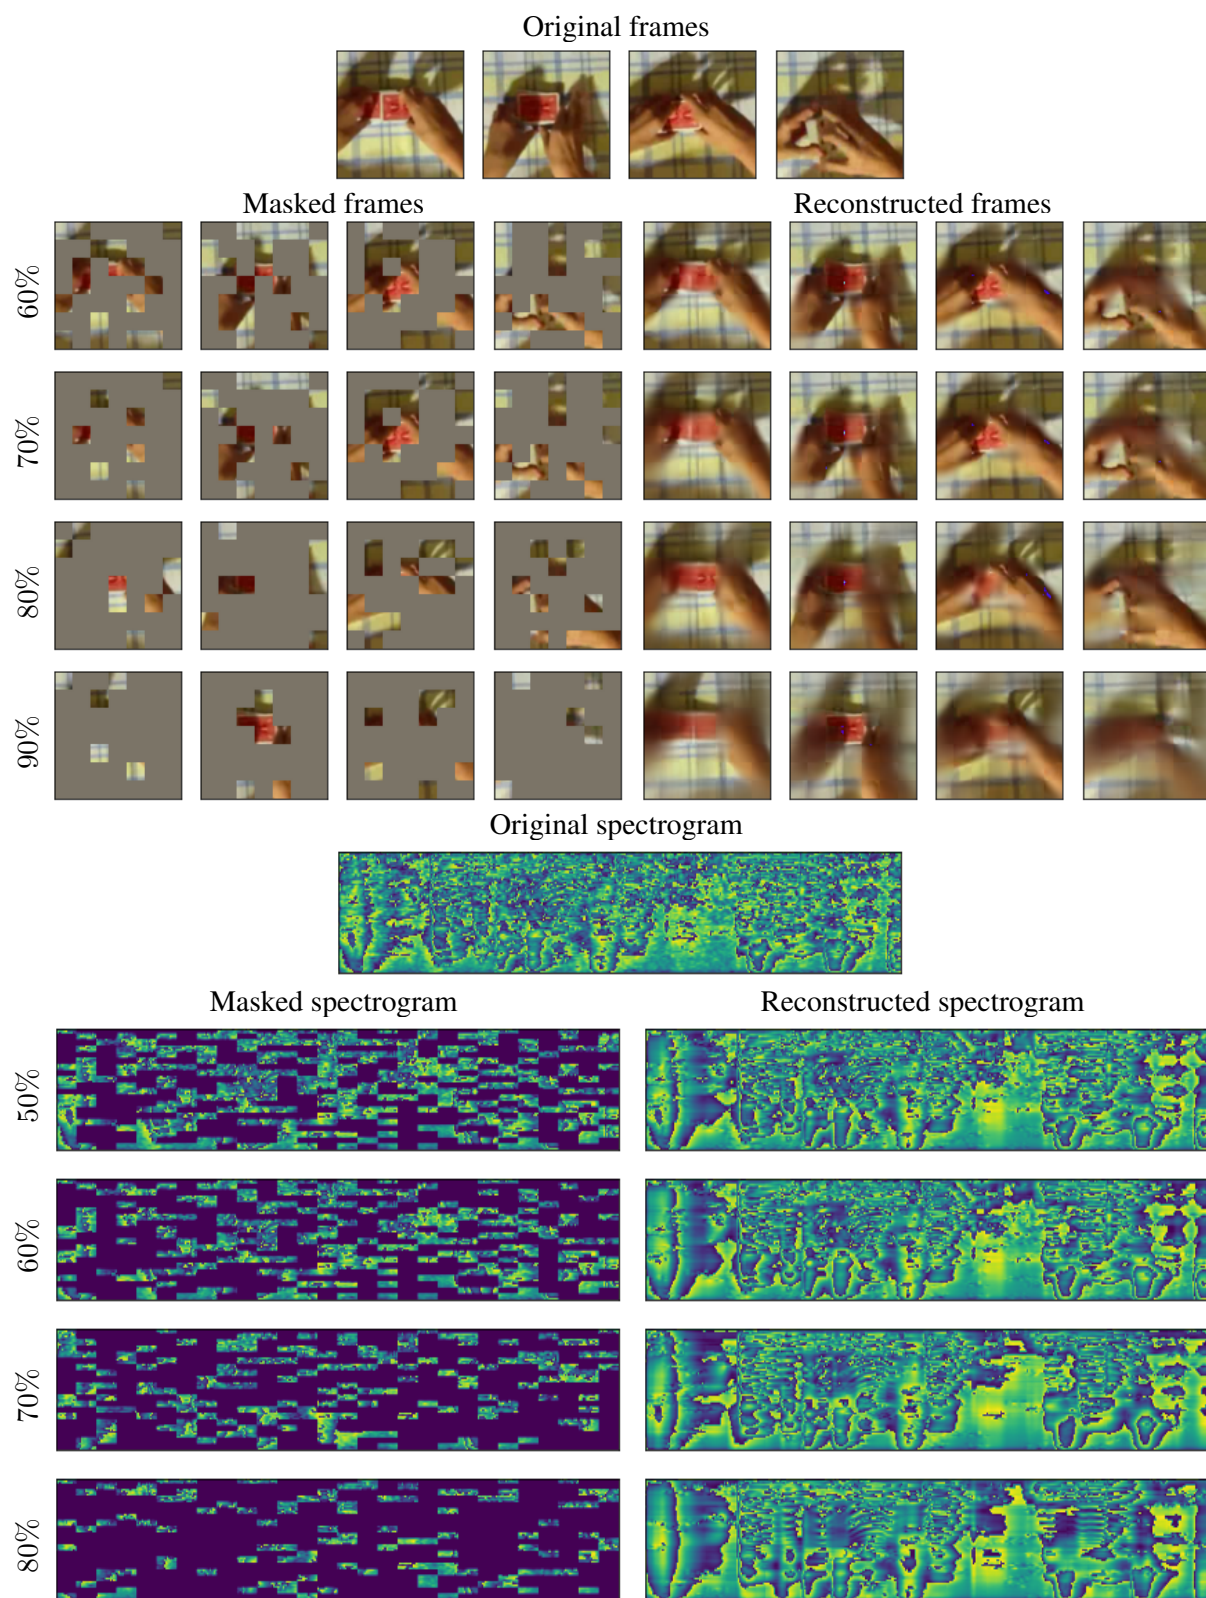 Original frames
Masked frames
Reconstructed frames
60%
70%
80%
90%
Original spectrogram
Masked spectrogram
Reconstructed spectrogram
50%
60%
70%
80%